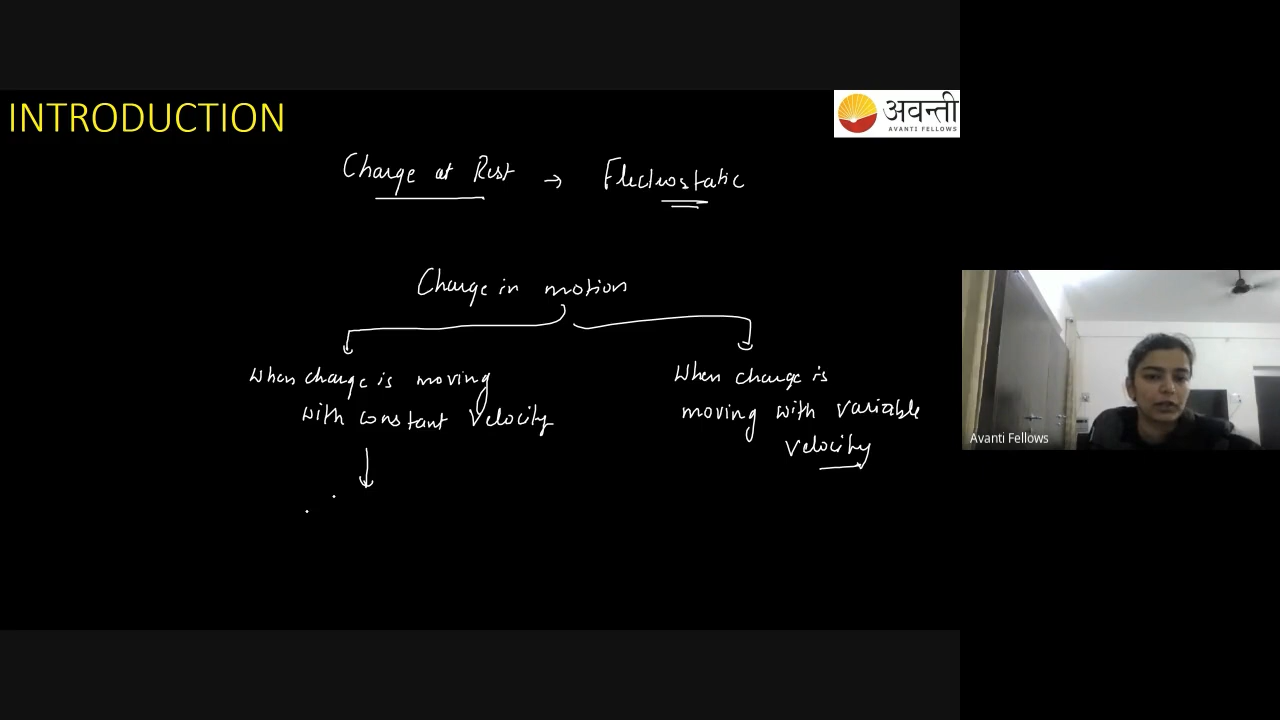 INTRODUCTION
अवन्ती
AVANTI FELLOWS
Charge at Rest → Electrostatic
Charge in motion
When charge is moving
with constant Velocity
When charge is
moving with variable
velocity
Avanti Fellows